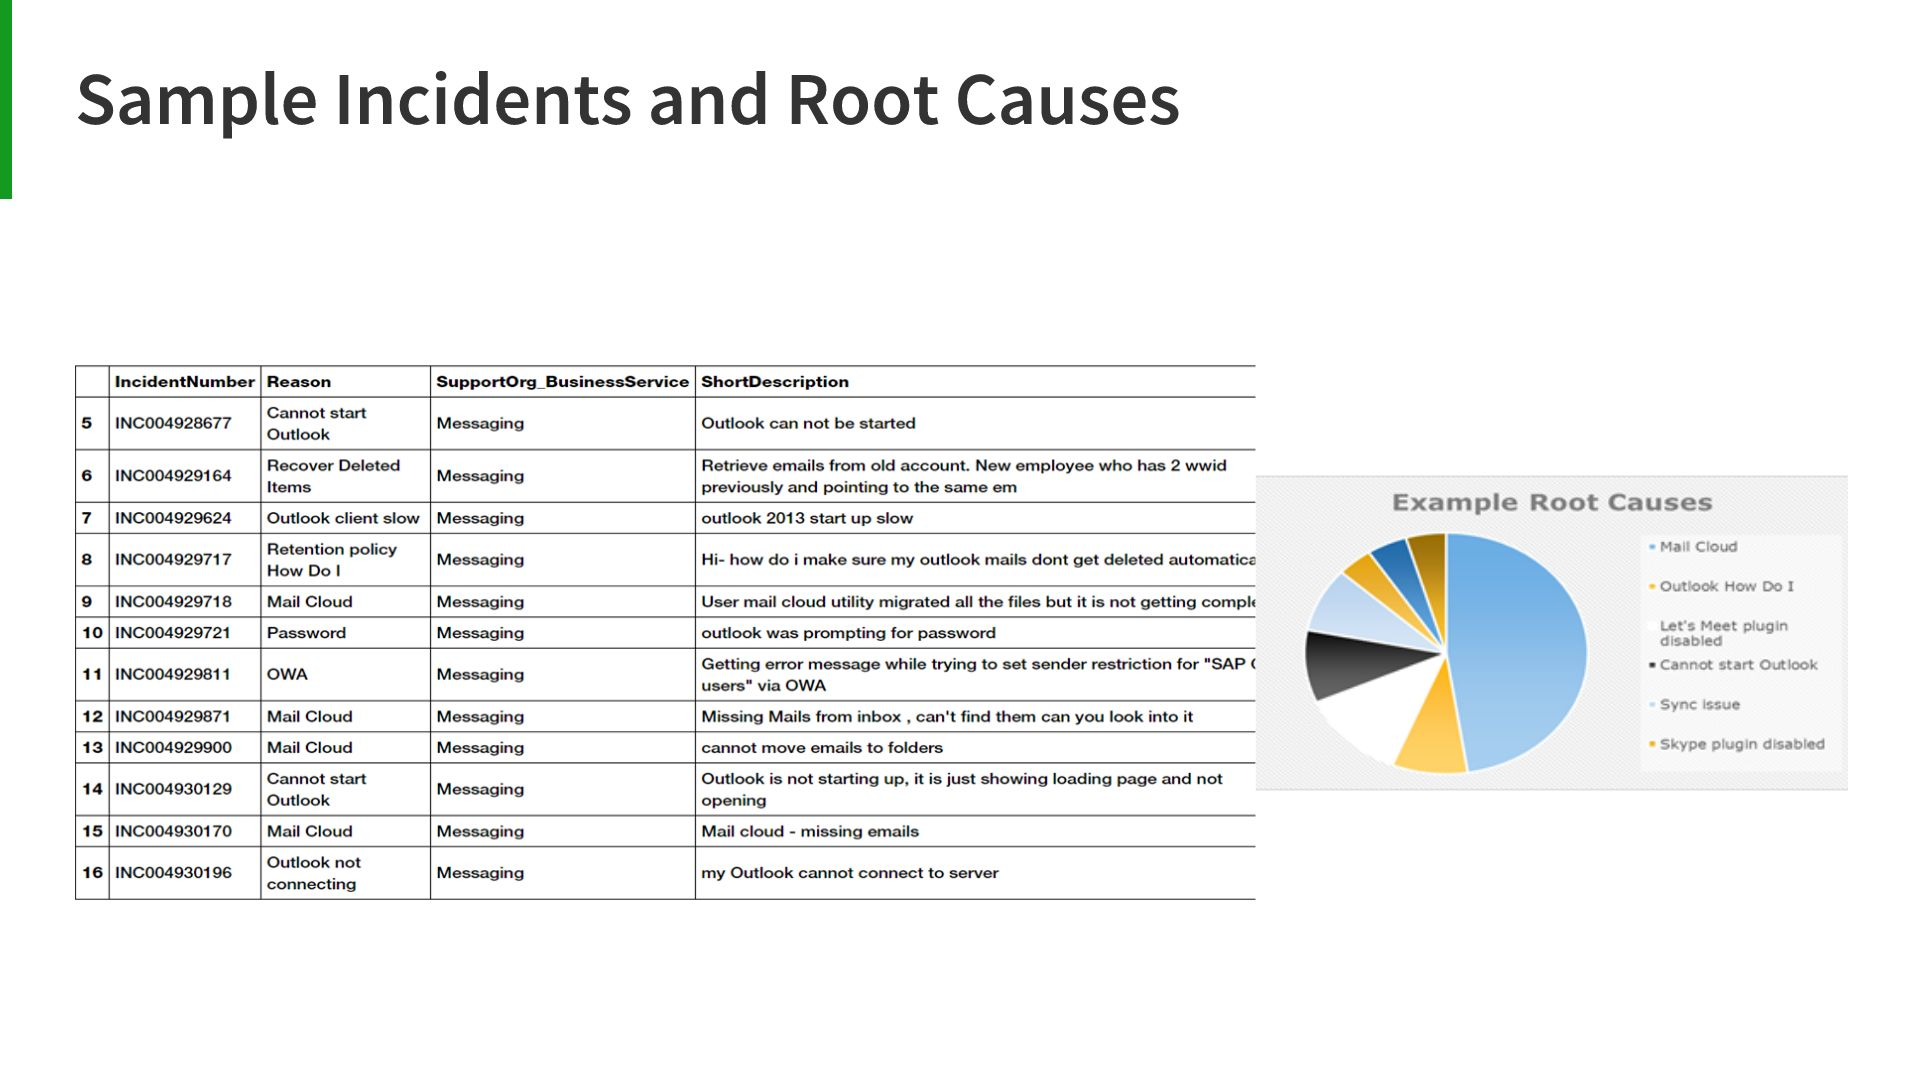 Sample Incidents and Root Causes
IncidentNumber Reason SupportOrg_BusinessService ShortDescription
5 INC004928677 Cannot start Outlook Messaging Outlook can not be started
6 INC004929164 Recover Deleted Items Messaging Retrieve emails from old account. New employee who has 2 wwid
previously and pointing to the same em
7 INC004929624 Outlook client slow Messaging outlook 2013 start up slow
8 INC004929717 Retention policy How Do I Messaging Hi- how do i make sure my outlook mails dont get deleted automatica
9 INC004929718 Mail Cloud Messaging User mail cloud utility migrated all the files but it is not getting comple
10 INC004929721 Password Messaging outlook was prompting for password
11 INC004929811 OWA Messaging Getting error message while trying to set sender restriction for "SAP
users" via OWA
12 INC004929871 Mail Cloud Messaging Missing Mails from inbox , can't find them can you look into it
13 INC004929900 Mail Cloud Messaging cannot move emails to folders
14 INC004930129 Cannot start Outlook Messaging Outlook is not starting up, it is just showing loading page and not
opening
15 INC004930170 Mail Cloud Messaging Mail cloud - missing emails
16 INC004930196 Outlook not connecting Messaging my Outlook cannot connect to server
Example Root Causes
Mail Cloud
Outlook How Do I
Let's Meet plugin
disabled
Cannot start Outlook
Sync issue
Skype plugin disabled